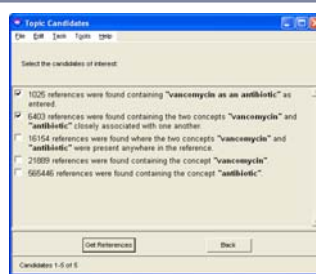 Topic Candidates
File Edit Task Tools Help
Select the candidates of interest:
1025 references were found containing "vancomycin as an antibiotic" as
entered.
6403 references were found containing the two concepts "vancomycin" and
"antibiotic" closely associated with one another.
16154 references were found where the two concepts "vancomycin" and
"antibiotic" were present anywhere in the reference.
21889 references were found containing the concept "vancomycin".
565446 references were found containing the concept "antibiotic".
Get References Back
Candidates 1-5 of 5